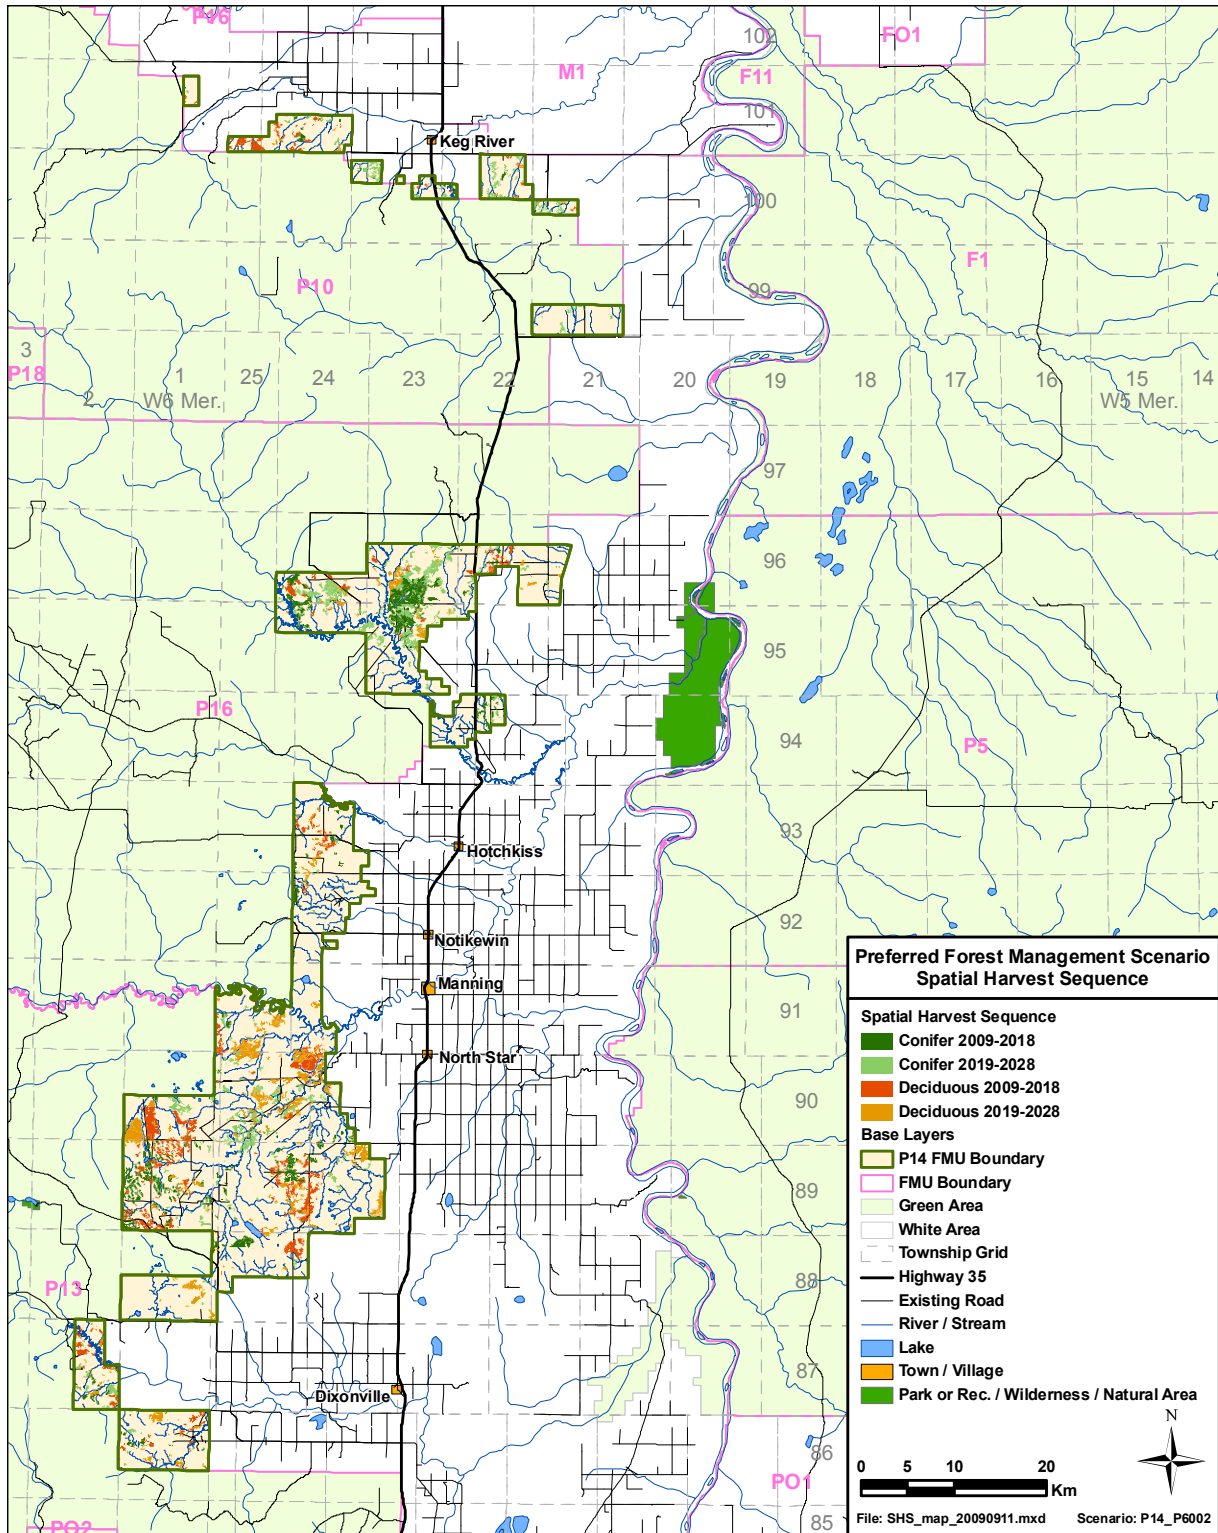 P16
FO1
102
M1
F11
101
Keg River
100
F1
P10
99
3
P18
1
25
24
23
22
21
20
19
18
17
16
15
14
2
W6 Mer.
W5 Mer.
97
96
95
P16
94
P5
93
Hotchkiss
92
Notikewin
Manning
91
North Star
90
89
88
P13
87
Dixonville
86
PO1
85
PO2
Preferred Forest Management Scenario
Spatial Harvest Sequence
Spatial Harvest Sequence
Conifer 2009-2018
Conifer 2019-2028
Deciduous 2009-2018
Deciduous 2019-2028
Base Layers
P14 FMU Boundary
FMU Boundary
Green Area
White Area
Township Grid
Highway 35
Existing Road
River / Stream
Lake
Town / Village
Park or Rec. / Wilderness / Natural Area
N
0 5 10 20
Km
File: SHS_map_20090911.mxd Scenario: P14_P6002